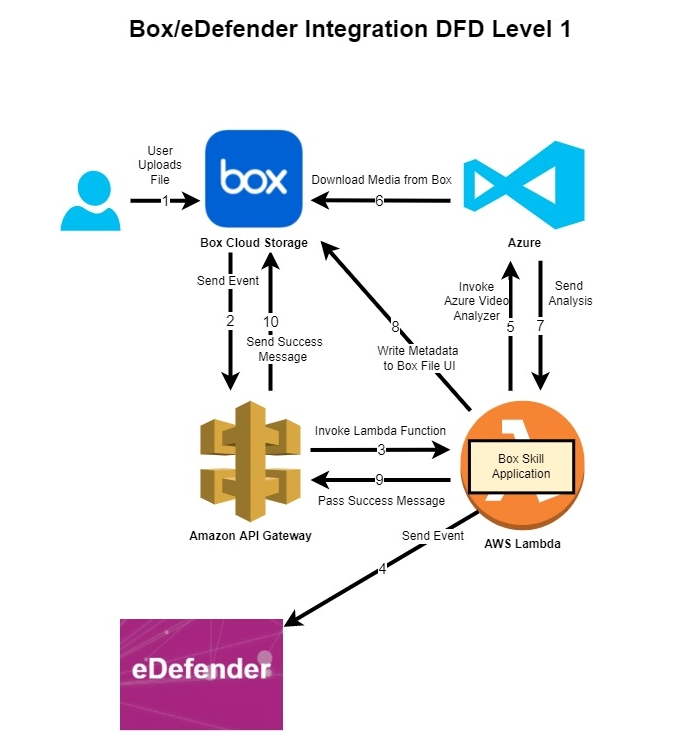 Box/eDefender Integration DFD Level 1
User
Uploads
File
1
box
Download Media from Box
6
Box Cloud Storage
Azure
Send Event
2
10
Send Success
Message
8
Write Metadata
to Box File UI
Invoke
Azure Video
Analyzer
5
Send
Analysis
7
Invoke Lambda Function
3
9
Pass Success Message
Box Skill
Application
Amazon API Gateway
AWS Lambda
Send Event
4
eDefender